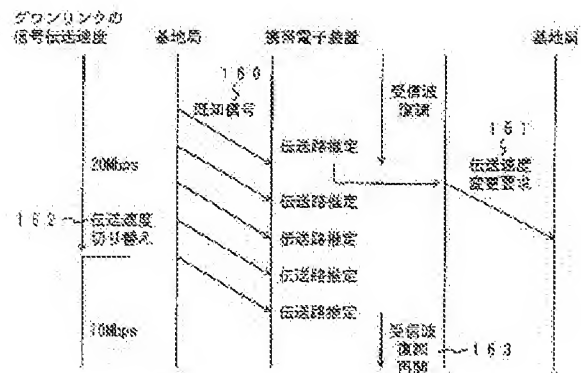 ダウンリンクの
信号伝送速度
基地局
携帯電子装置
基地局
160
既知信号
受信波
復調
161
伝送速度
変更要求
伝送路推定
20Mbps
伝送路推定
162
伝送速度
切り替え
伝送路推定
伝送路推定
伝送路推定
10Mbps
受信波
復調
再開
163